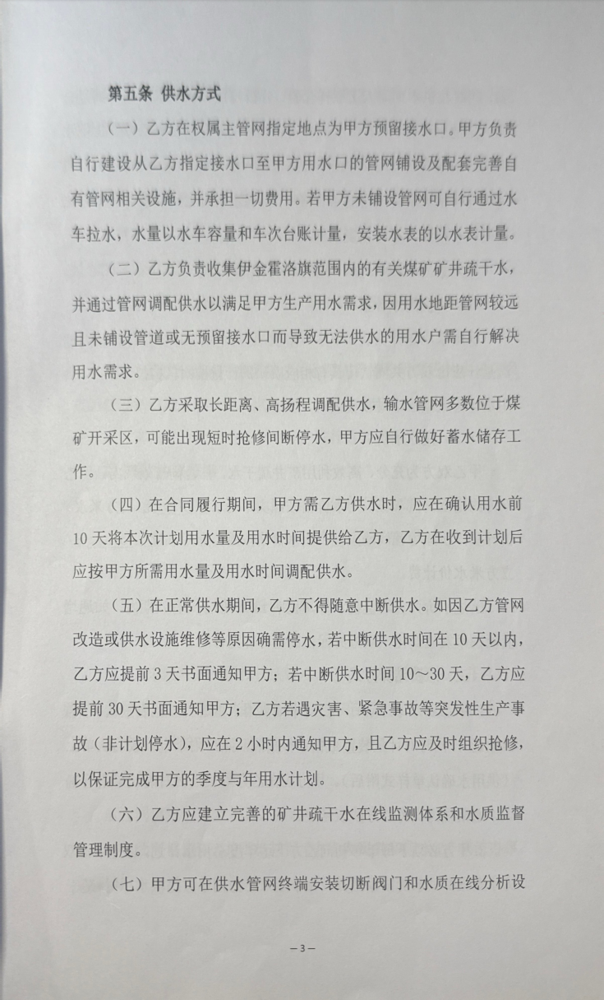 第五条 供水方式
（一）乙方在权属主管网指定地点为甲方预留接水口。甲方负责
自行建设从乙方指定接水口至甲方用水口的管网铺设及配套完善自
有管网相关设施，并承担一切费用。若甲方未铺设管网可自行通过水
车拉水，水量以水车容量和车次台账计量，安装水表的以水表计量。
（二）乙方负责收集伊金霍洛旗范围内的有关煤矿矿井疏干水，
并通过管网调配供水以满足甲方生产用水需求，因用水地距管网较远
且未铺设管道或无预留接水口而导致无法供水的用水户需自行解决
用水需求。
（三）乙方采取长距离、高扬程调配供水，输水管网多数位于煤
矿开采区，可能出现短时抢修间断停水，甲方应自行做好蓄水储存工
作。
（四）在合同履行期间，甲方需乙方供水时，应在确认用水前
10 天将本次计划用水量及用水时间提供给乙方，乙方在收到计划后
应按甲方所需用水量及用水时间调配供水。
（五）在正常供水期间，乙方不得随意中断供水。如因乙方管网
改造或供水设施维修等原因确需停水，若中断供水时间在 10 天以内，
乙方应提前 3 天书面通知甲方；若中断供水时间 10～30 天，乙方应
提前 30 天书面通知甲方；乙方若遇灾害、紧急事故等突发性生产事
故（非计划停水），应在 2 小时内通知甲方，且乙方应及时组织抢修，
以保证完成甲方的季度与年用水计划。
（六）乙方应建立完善的矿井疏干水在线监测体系和水质监督
管理制度。
（七）甲方可在供水管网终端安装切断阀门和水质在线分析设
—3—